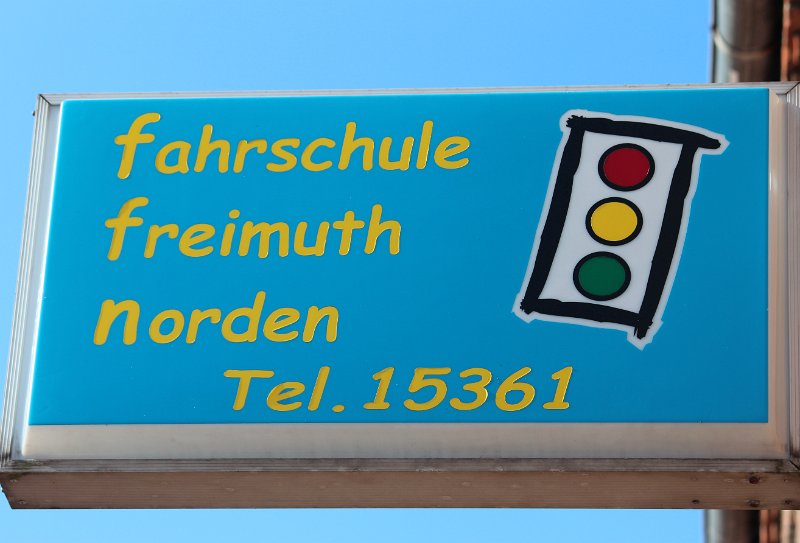 fahrschule
freimuth
norden
Tel. 15361